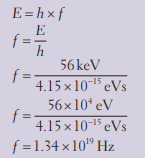 E = h × f
f = E / h
f = 56 keV / 4.15 × 10⁻¹⁵ eVs
f = 56 × 10⁴ eV / 4.15 × 10⁻¹⁵ eVs
f = 1.34 × 10¹⁹ Hz